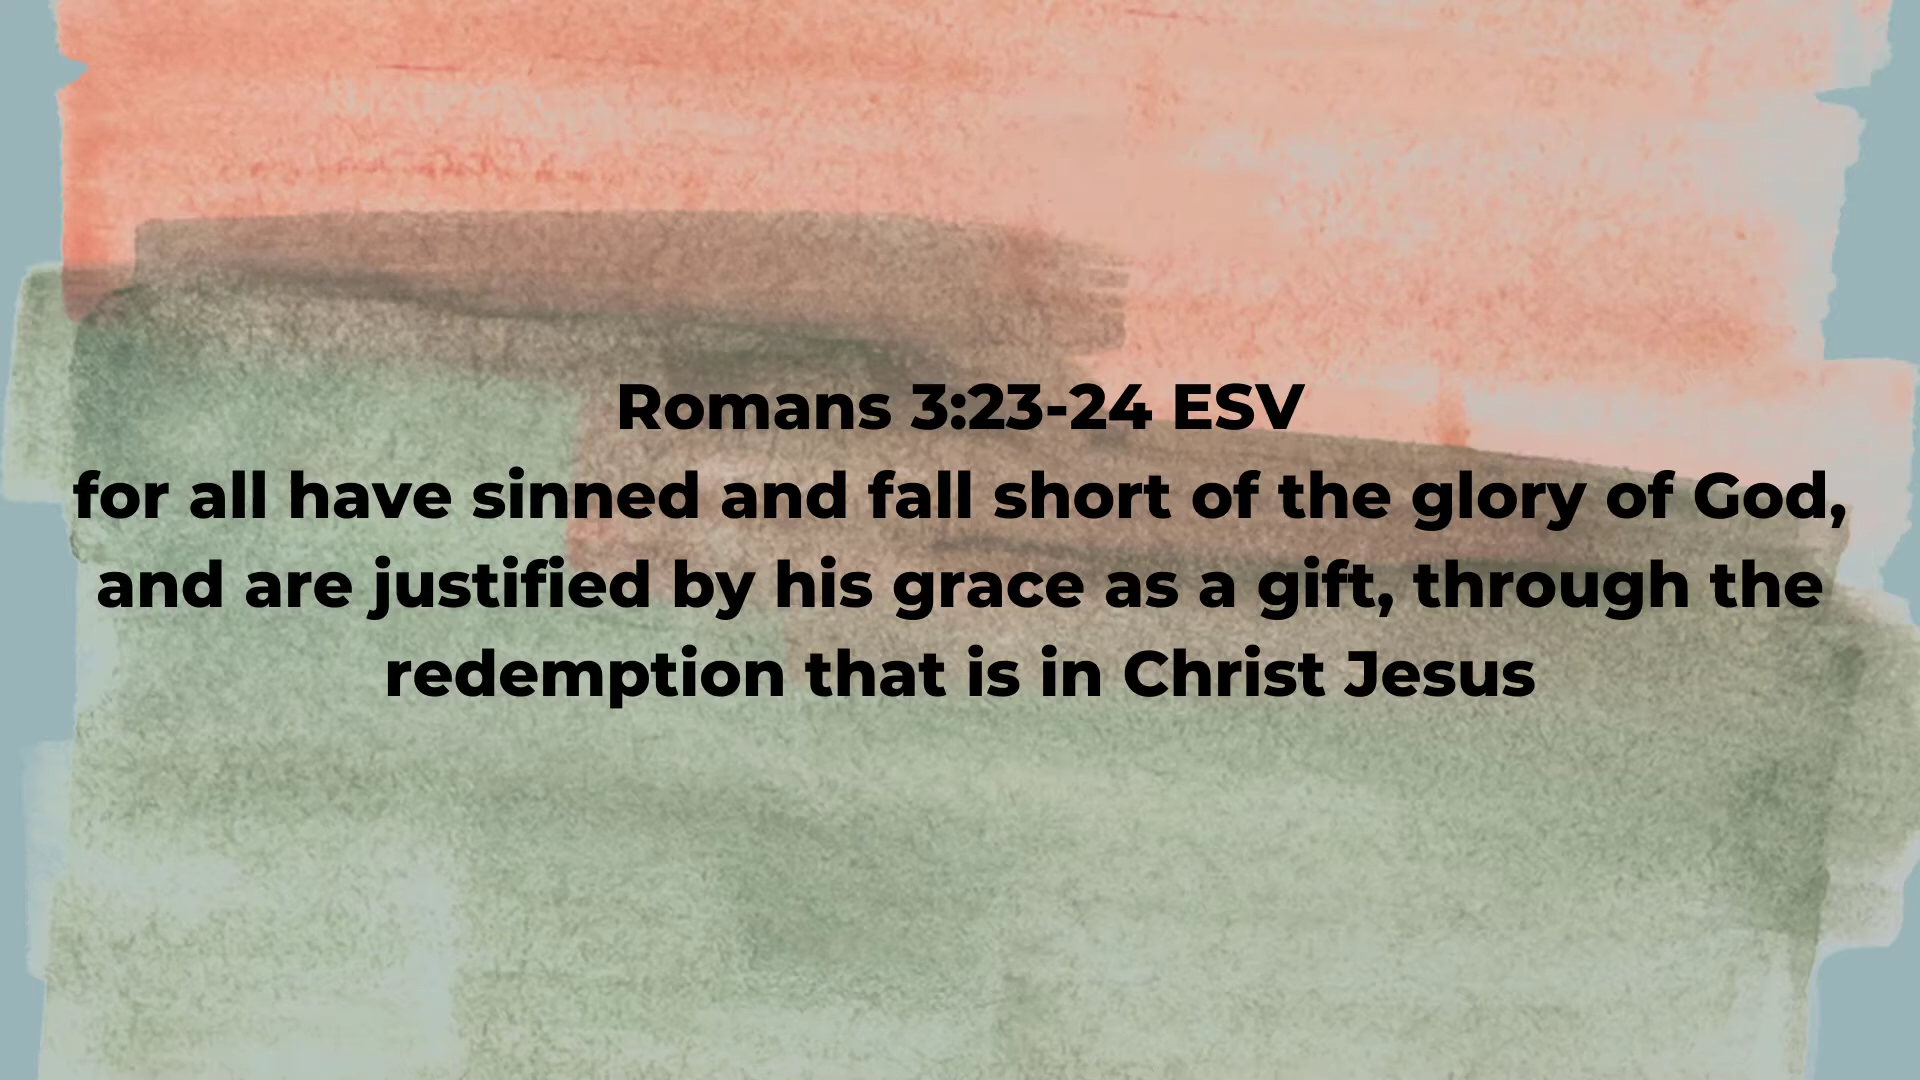 Romans 3:23-24 ESV
for all have sinned and fall short of the glory of God,
and are justified by his grace as a gift, through the
redemption that is in Christ Jesus